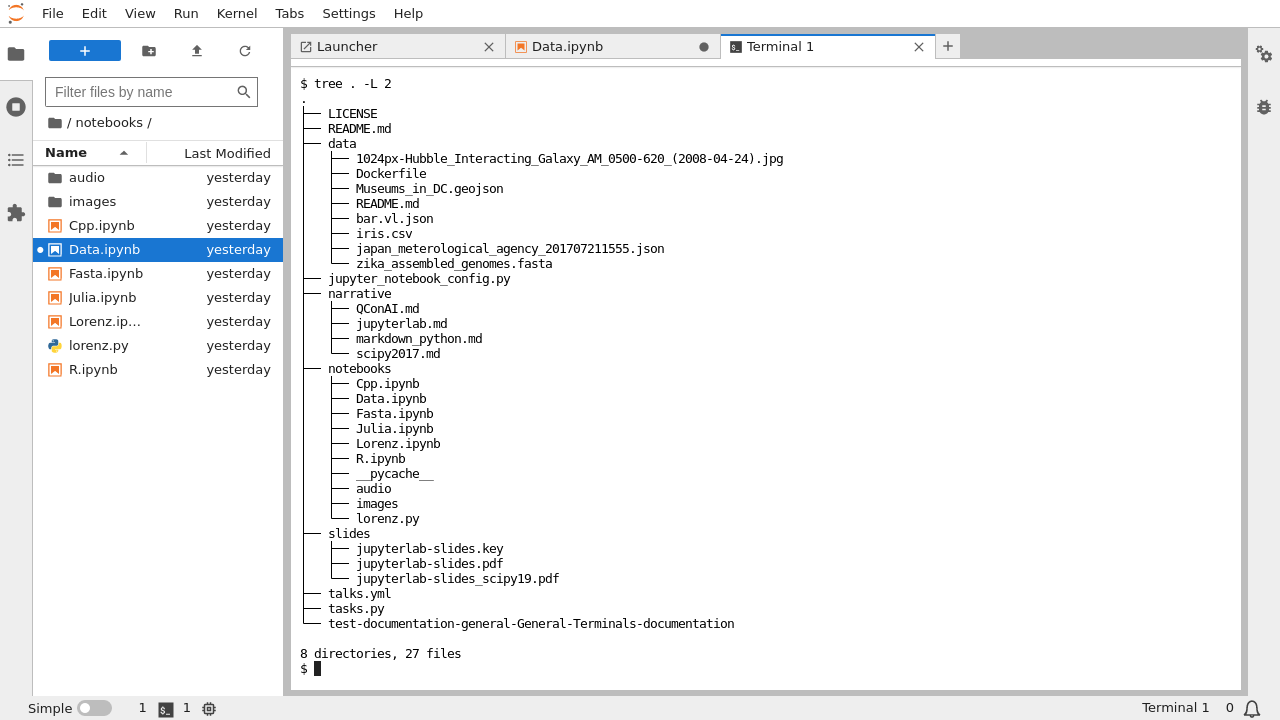 File Edit View Run Kernel Tabs Settings Help
Launcher
Data.ipynb
Terminal 1
Filter files by name
/ notebooks /
Name Last Modified
audio yesterday
images yesterday
Cpp.ipynb yesterday
Data.ipynb yesterday
Fasta.ipynb yesterday
Julia.ipynb yesterday
Lorenz.ip… yesterday
lorenz.py yesterday
R.ipynb yesterday
$ tree . -L 2
.
├── LICENSE
├── README.md
├── data
│   ├── 1024px-Hubble_Interacting_Galaxy_AM_0500-620_(2008-04-24).jpg
│   ├── Dockerfile
│   ├── Museums_in_DC.geojson
│   ├── README.md
│   ├── bar.vl.json
│   ├── iris.csv
│   ├── japan_meterological_agency_201707211555.json
│   └── zika_assembled_genomes.fasta
├── jupyter_notebook_config.py
├── narrative
│   ├── QConAI.md
│   ├── jupyterlab.md
│   ├── markdown_python.md
│   └── scipy2017.md
├── notebooks
│   ├── Cpp.ipynb
│   ├── Data.ipynb
│   ├── Fasta.ipynb
│   ├── Julia.ipynb
│   ├── Lorenz.ipynb
│   ├── R.ipynb
│   ├── __pycache__
│   ├── audio
│   ├── images
│   └── lorenz.py
├── slides
│   ├── jupyterlab-slides.key
│   ├── jupyterlab-slides.pdf
│   └── jupyterlab-slides_scipy19.pdf
├── talks.yml
├── tasks.py
└── test-documentation-general-General-Terminals-documentation
8 directories, 27 files
$
Simple 1 $_ 1 Terminal 1 0